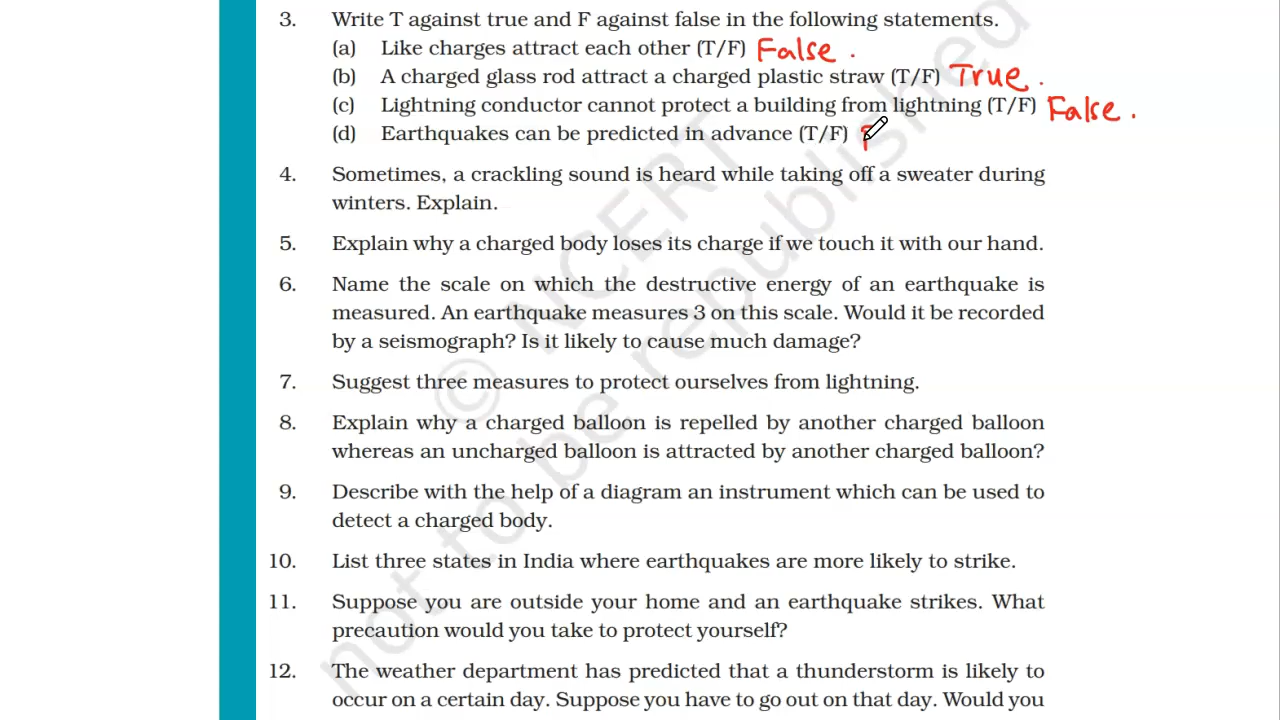 3. Write T against true and F against false in the following statements.
(a) Like charges attract each other (T/F) False.
(b) A charged glass rod attract a charged plastic straw (T/F) True.
(c) Lightning conductor cannot protect a building from lightning (T/F) False.
(d) Earthquakes can be predicted in advance (T/F)
4. Sometimes, a crackling sound is heard while taking off a sweater during
winters. Explain.
5. Explain why a charged body loses its charge if we touch it with our hand.
6. Name the scale on which the destructive energy of an earthquake is
measured. An earthquake measures 3 on this scale. Would it be recorded
by a seismograph? Is it likely to cause much damage?
7. Suggest three measures to protect ourselves from lightning.
8. Explain why a charged balloon is repelled by another charged balloon
whereas an uncharged balloon is attracted by another charged balloon?
9. Describe with the help of a diagram an instrument which can be used to
detect a charged body.
10. List three states in India where earthquakes are more likely to strike.
11. Suppose you are outside your home and an earthquake strikes. What
precaution would you take to protect yourself?
12. The weather department has predicted that a thunderstorm is likely to
occur on a certain day. Suppose you have to go out on that day. Would you
© NCERT
not to be republished